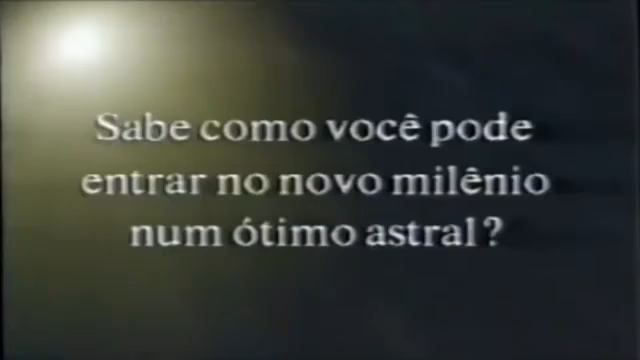 Sabe como você pode
entrar no novo milênio
num ótimo astral?